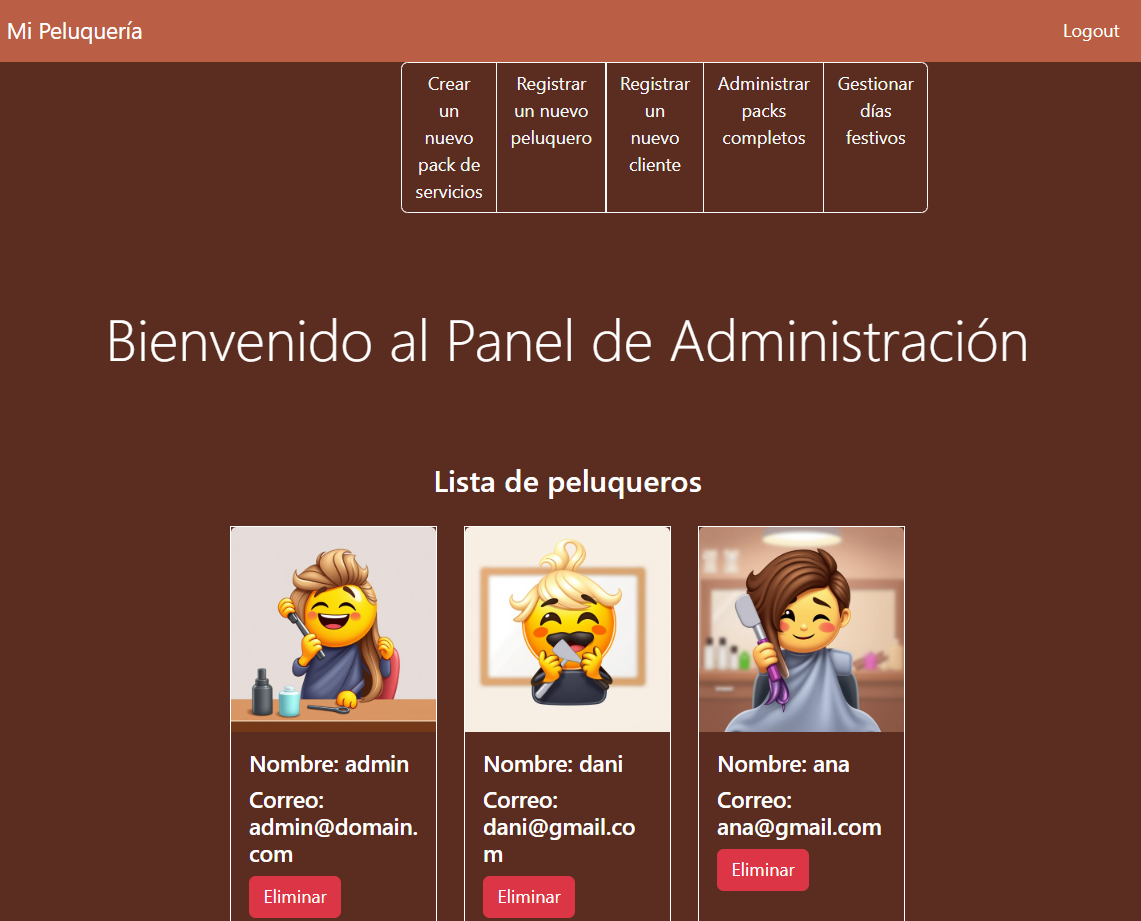 Mi Peluquería
Logout
Crear
un
nuevo
pack de
servicios
Registrar
un nuevo
peluquero
Registrar
un
nuevo
cliente
Administrar
packs
completos
Gestionar
días
festivos
Bienvenido al Panel de Administración
Lista de peluqueros
Nombre: admin
Correo:
admin@domain.
com
Eliminar
Nombre: dani
Correo:
dani@gmail.co
m
Eliminar
Nombre: ana
Correo:
ana@gmail.com
Eliminar